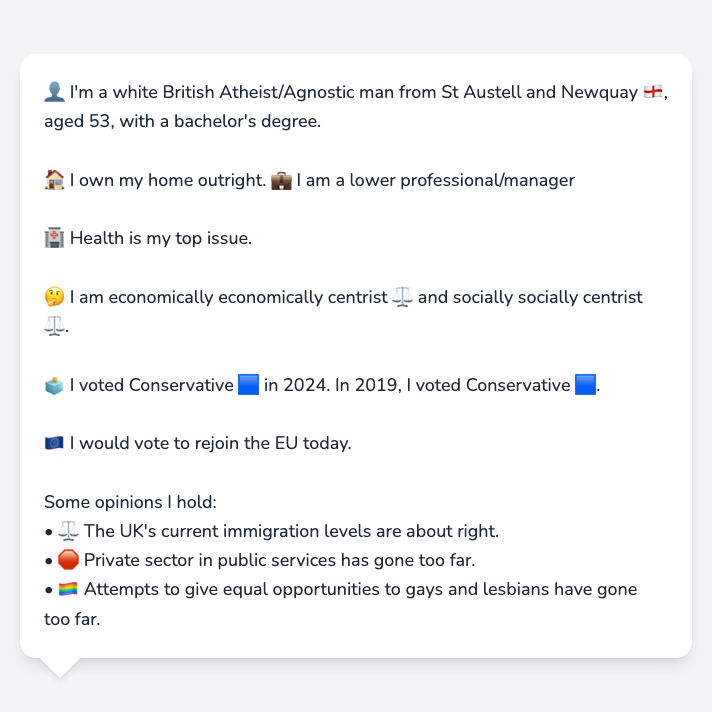 👤 I'm a white British Atheist/Agnostic man from St Austell and Newquay 🏴󠁧󠁢󠁥󠁮󠁧󠁿,
aged 53, with a bachelor's degree.
🏠 I own my home outright. 💼 I am a lower professional/manager
🏥 Health is my top issue.
🤔 I am economically economically centrist ⚖️ and socially socially centrist
⚖️.
🗳️ I voted Conservative 🟦 in 2024. In 2019, I voted Conservative 🟦.
🇪🇺 I would vote to rejoin the EU today.
Some opinions I hold:
• ⚖️ The UK's current immigration levels are about right.
• 🛑 Private sector in public services has gone too far.
• 🏳️‍🌈 Attempts to give equal opportunities to gays and lesbians have gone
too far.